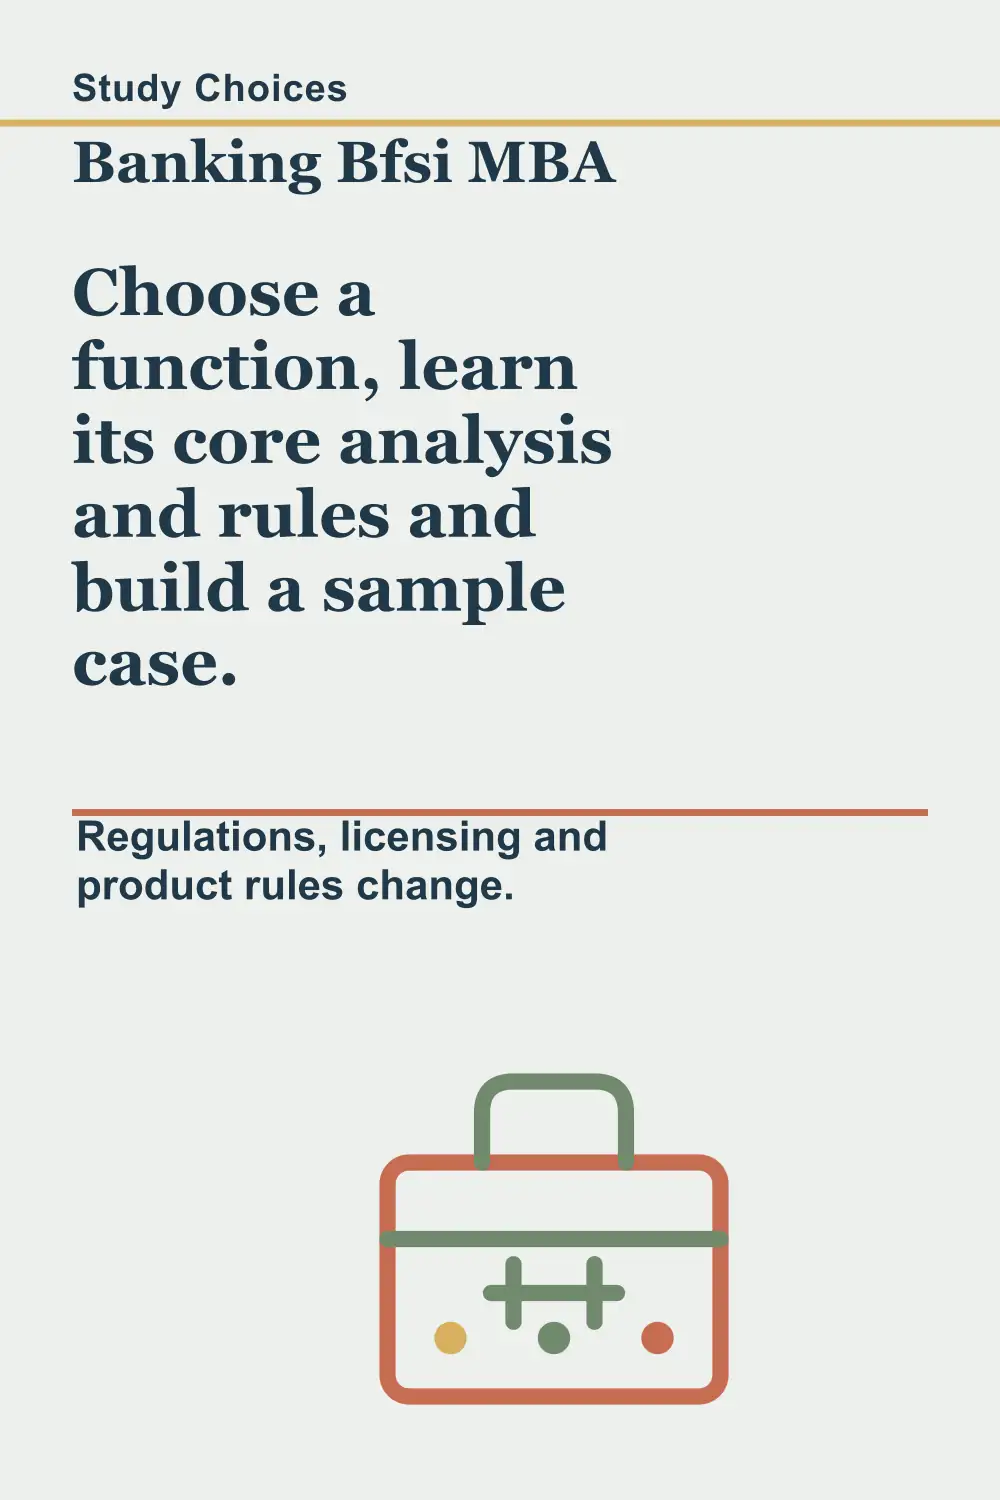 Study Choices
Banking Bfsi MBA
Choose a
function, learn
its core analysis
and rules and
build a sample
case.
Regulations, licensing and
product rules change.